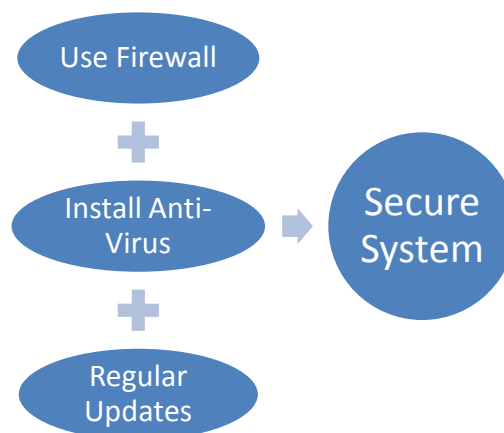 Use Firewall
Install Anti-
Virus
Regular
Updates
Secure
System